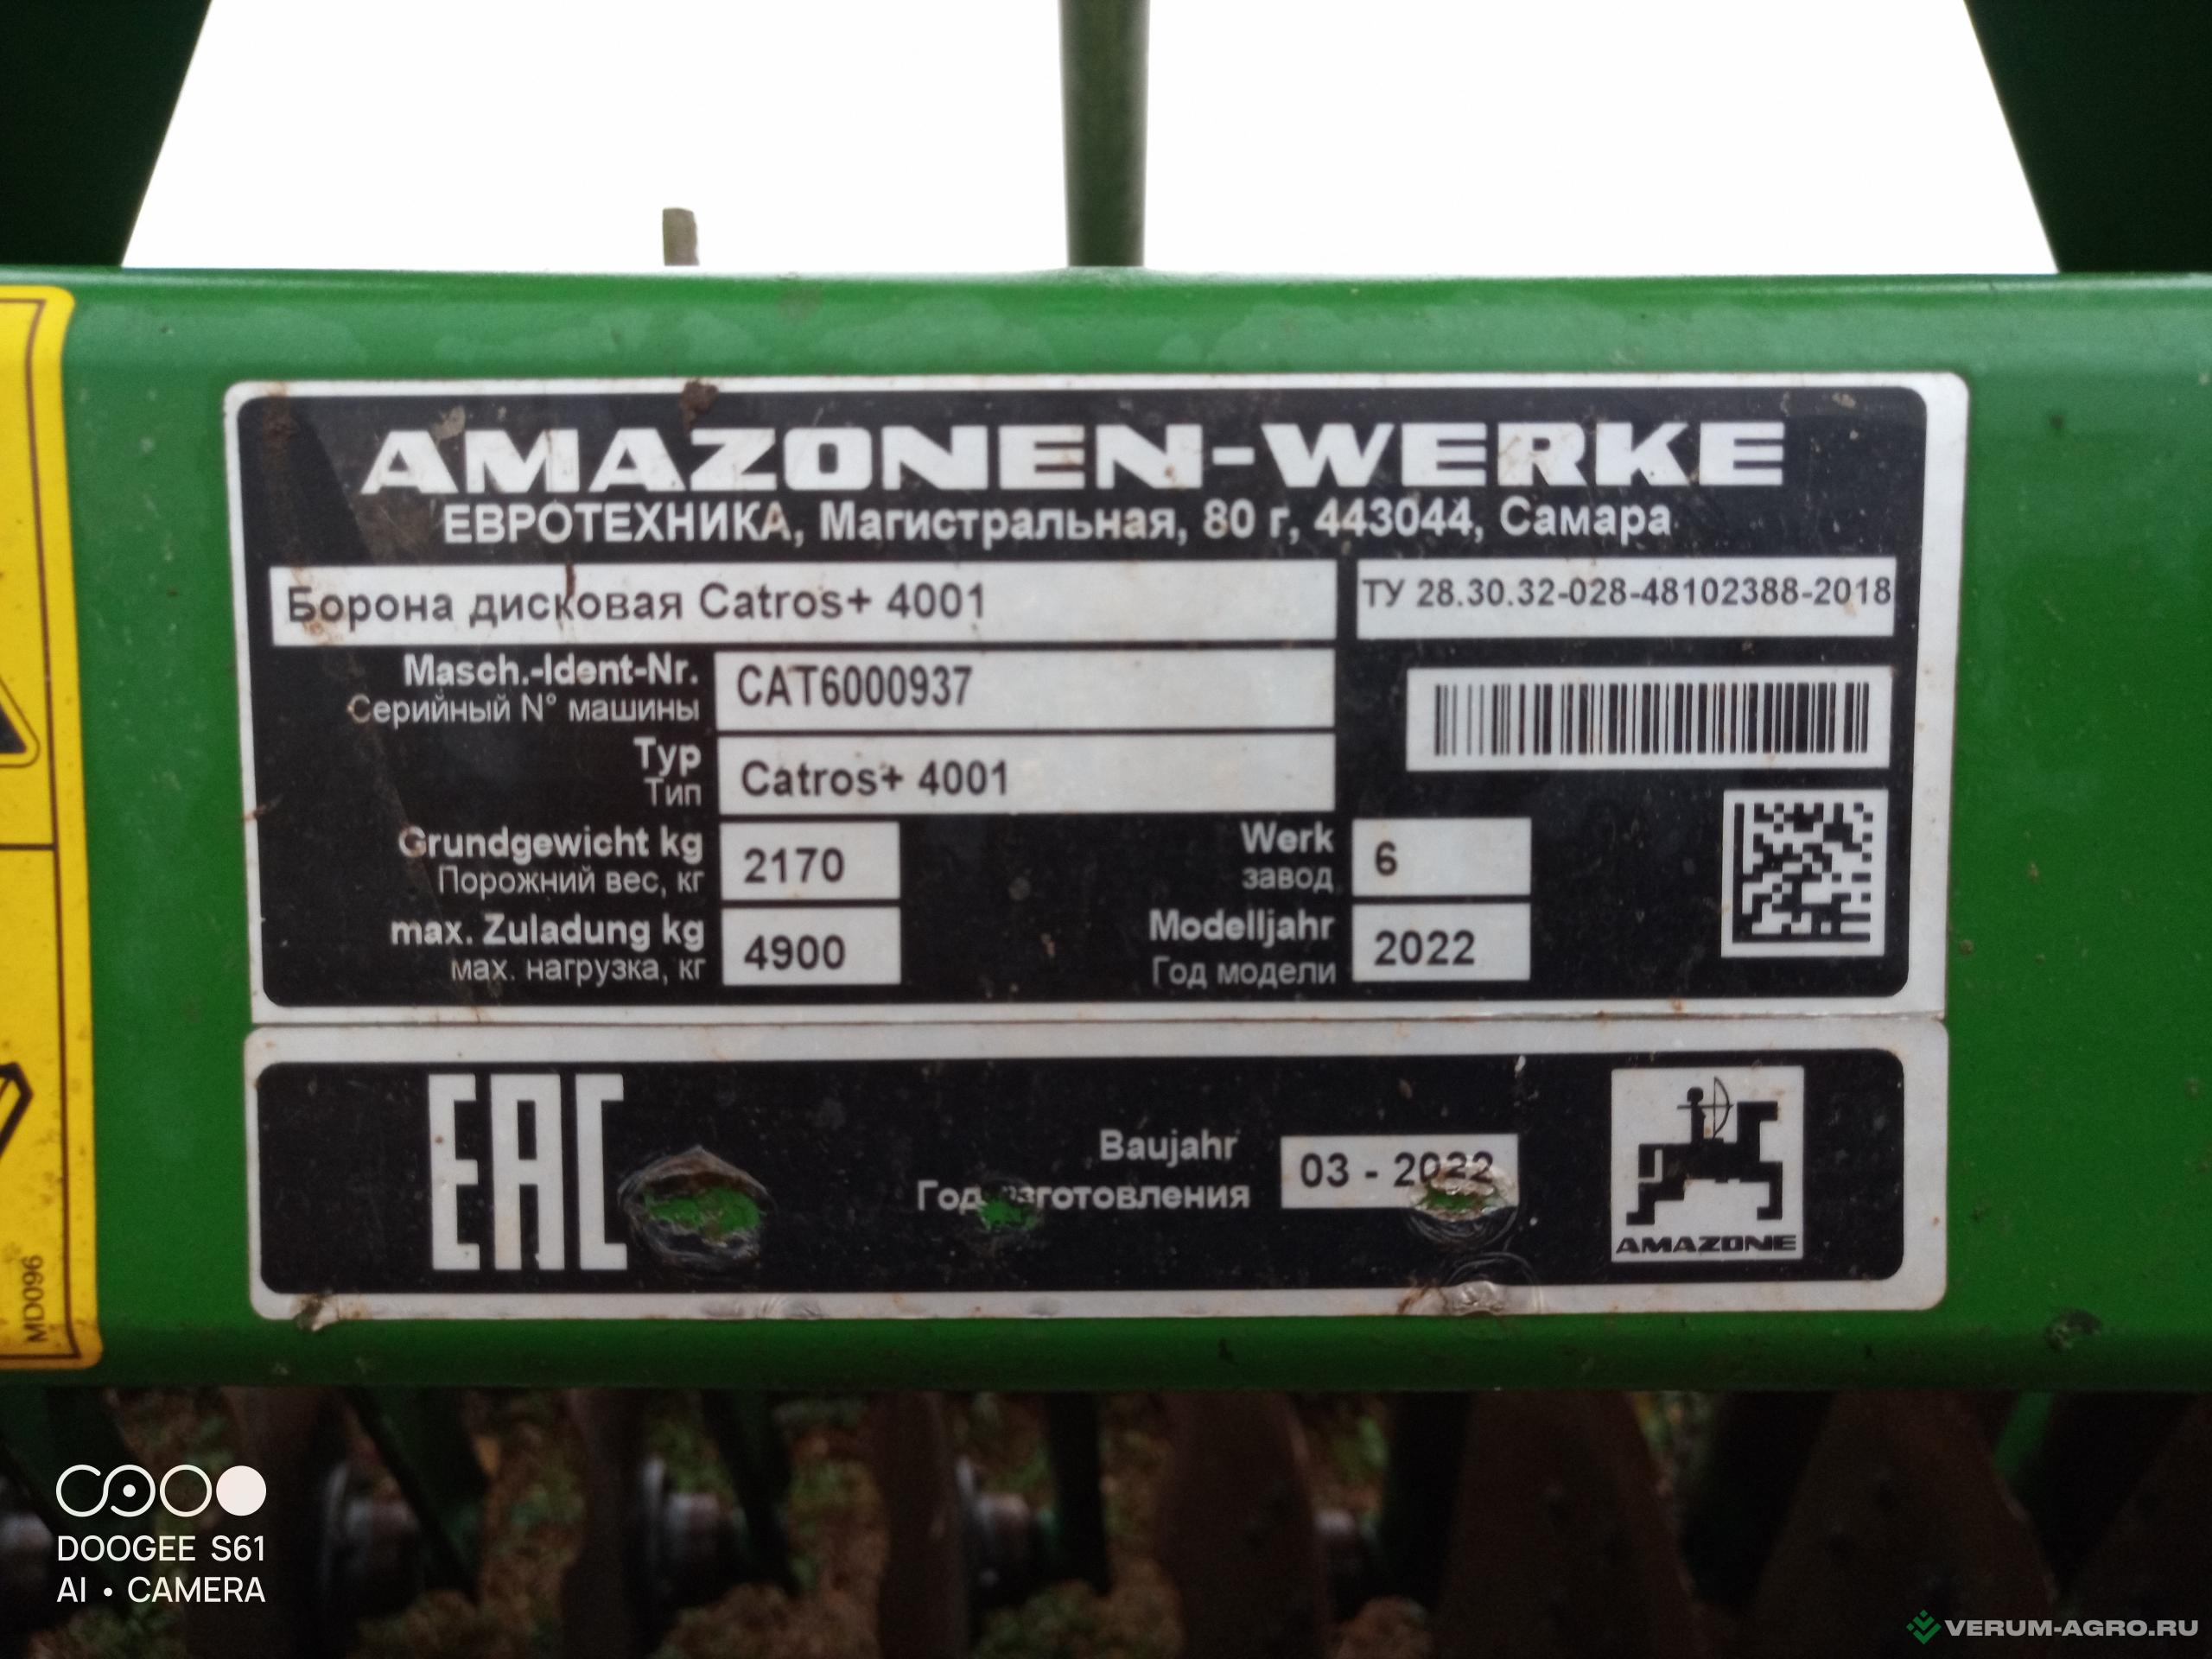 AMAZONEN-WERKE
ЕВРОТЕХНИКА, Магистральная, 80 г, 443044, Самара
Борона дисковая Catros+ 4001
ТУ 28.30.32-028-48102388-2018
Masch.-Ident-Nr.
Серийный N° машины
CAT6000937
Typ
Тип
Catros+ 4001
Grundgewicht kg
Порожний вес, кг
2170
Werk
завод
6
max. Zuladung kg
мах. нагрузка, кг
4900
Modelljahr
Год модели
2022
EAC
Baujahr
Год изготовления
03 - 2022
AMAZONE
MD096
DOOGEE S61
AI • CAMERA
VERUM-AGRO.RU